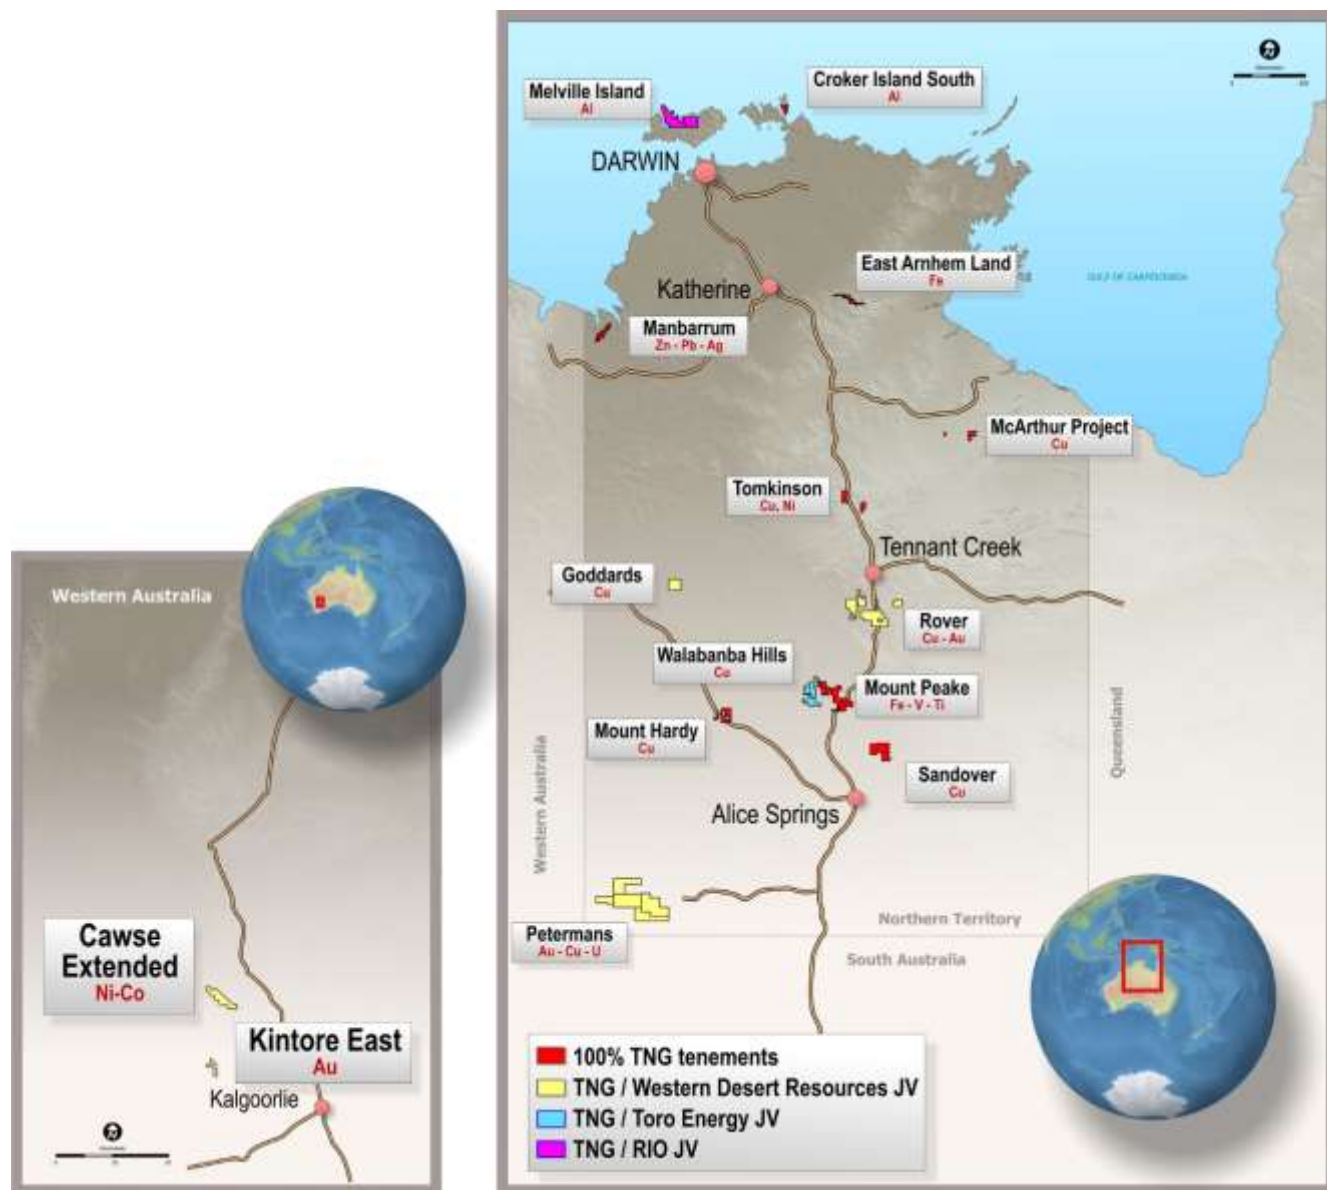 Western Australia
Cawse
Extended
Ni-Co
Kintore East
Au
Kalgoorlie
Melville Island
Al
Croker Island South
Al
DARWIN
East Arnhem Land
Fe
Katherine
Manbarrum
Zn - Pb - Ag
McArthur Project
Cu
Tomkinson
Cu, Ni
Tennant Creek
Goddards
Cu
Rover
Cu - Au
Walabanba Hills
Cu
Mount Peake
Fe - V - Ti
Mount Hardy
Cu
Sandover
Cu
Alice Springs
Western Australia
Queensland
Petermans
Au - Cu - U
Northern Territory
South Australia
100% TNG tenements
TNG / Western Desert Resources JV
TNG / Toro Energy JV
TNG / RIO JV